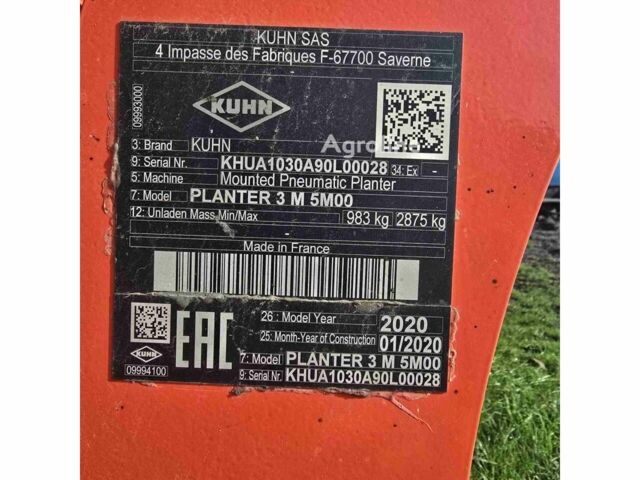 KUHN SAS
4 Impasse des Fabriques F-67700 Saverne
09993000
KUHN
3: Brand KUHN
9: Serial Nr. KHUA1030A90L00028 34: Ex -
5: Machine Mounted Pneumatic Planter
7: Model PLANTER 3 M 5M00
12: Unladen Mass Min/Max 983 kg 2875 kg
- -
Made in France
EAC
26: Model Year 2020
25: Month-Year of Construction 01/2020
KUHN
7: Model PLANTER 3 M 5M00
09994100
9: Serial Nr. KHUA1030A90L00028